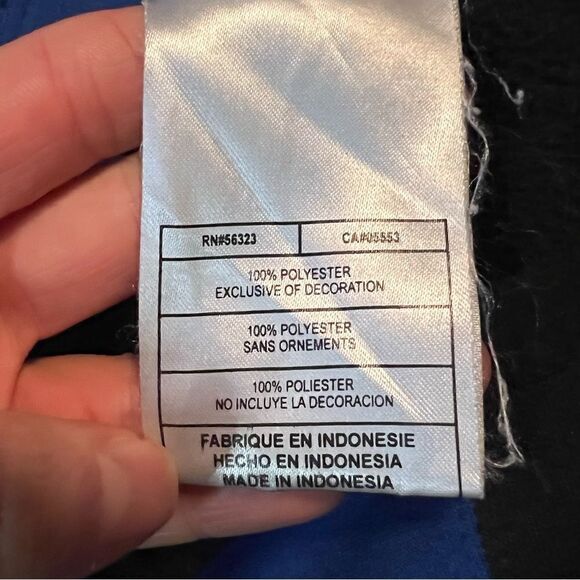 RN#56323
CA#05553
100% POLYESTER
EXCLUSIVE OF DECORATION
100% POLYESTER
SANS ORNEMENTS
100% POLIESTER
NO INCLUYE LA DECORACION
FABRIQUE EN INDONESIE
HECHO EN INDONESIA
MADE IN INDONESIA